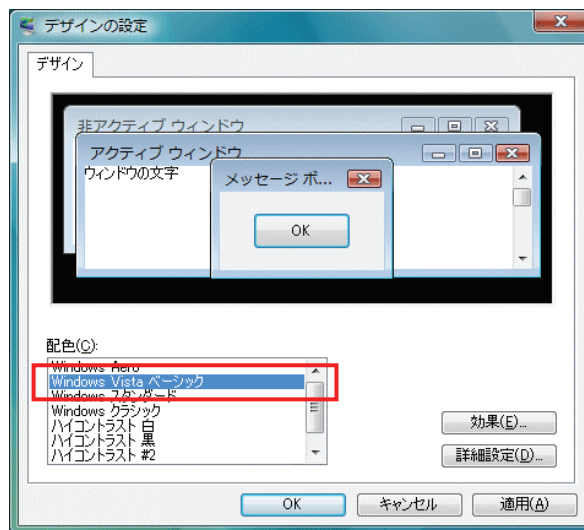 デザインの設定
デザイン
非アクティブ ウィンドウ
アクティブ ウィンドウ
ウィンドウの文字
メッセージ ボ...
OK
配色(C):
Windows Aero
Windows Vista ベーシック
Windows スタンダード
Windows クラシック
ハイコントラスト 白
ハイコントラスト 黒
ハイコントラスト #2
効果(E)...
詳細設定(D)...
OK
キャンセル
適用(A)